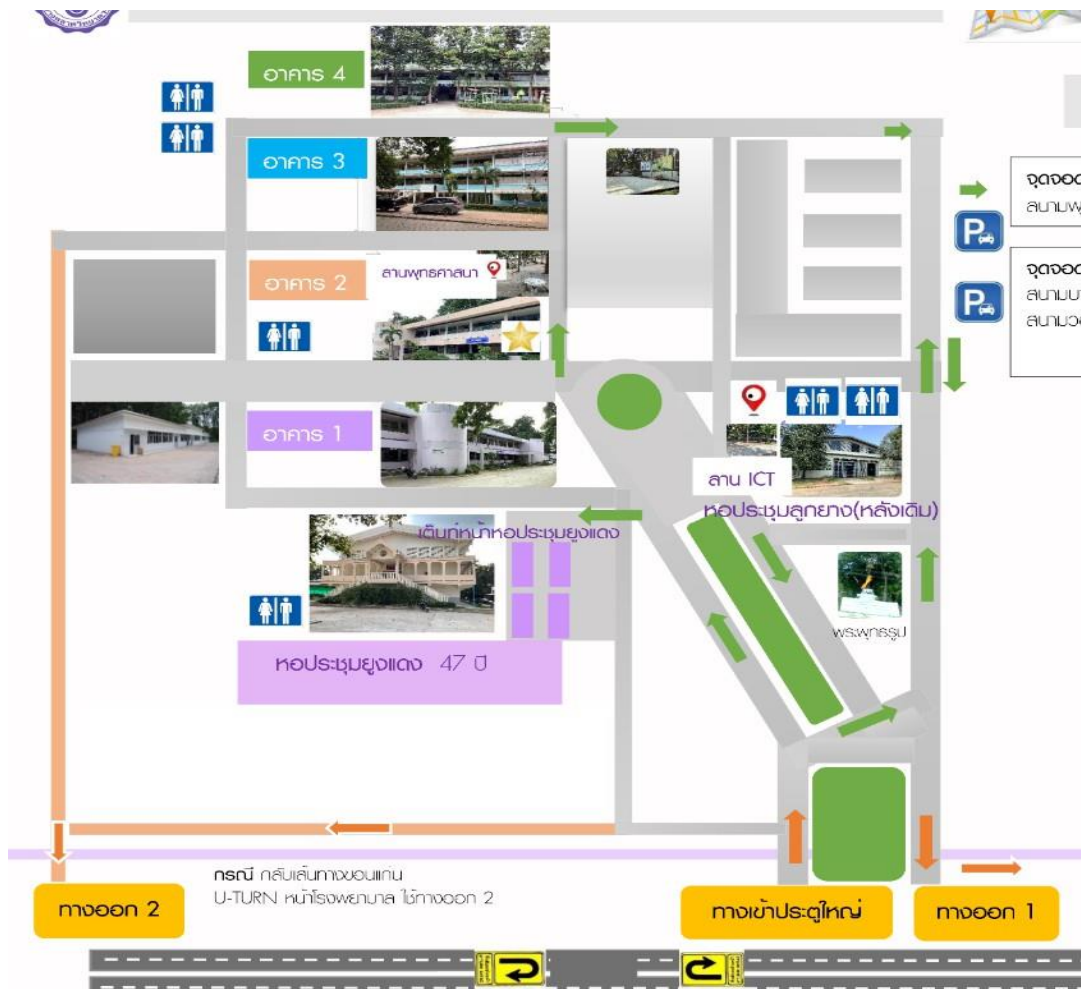 อาคาร 4
อาคาร 3
จุดจอด
สนามฟุ
อาคาร 2
ลานพุทธศาสนา
จุดจอด
สนามบา
สนามวอ
อาคาร 1
ลาน ICT
หอประชุมลูกยาง(หลังเดิม)
เต็นท์หน้าหอประชุมยูงแดง
พระพุทธรูป
หอประชุมยูงแดง 47 ปี
กรณี กลับเส้นทางขอนแก่น
U-TURN หน้าโรงพยาบาล ใช้ทางออก 2
ทางออก 2
ทางเข้าประตูใหญ่
ทางออก 1